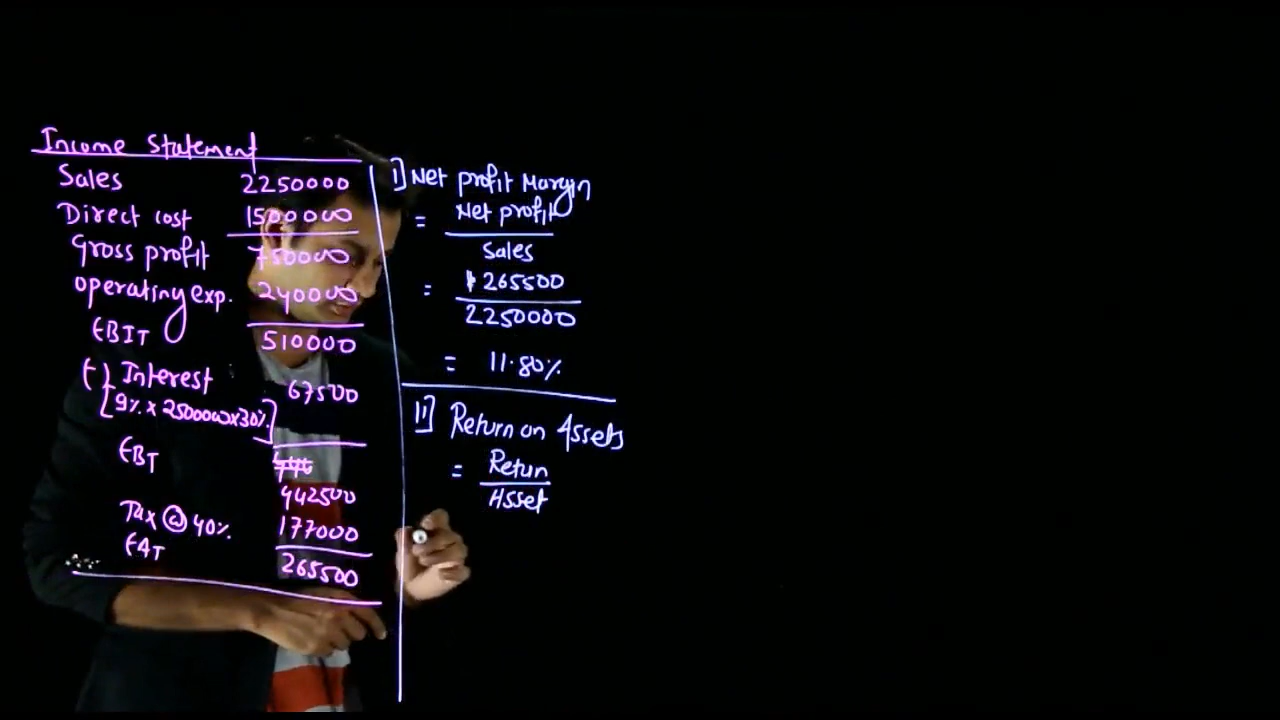 Income Statement
Sales 2250000
Direct cost 1500000
Gross profit 750000
Operating exp. 240000
EBIT 510000
(-) Interest 67500
[9% x 2500000 x 30%]
EBT
442500
Tax @ 40% 177000
EAT 265500
I] Net profit Margin
= Net profit
Sales
= 265500
2250000
= 11.80%
II] Return on Assets
= Retun
Asset